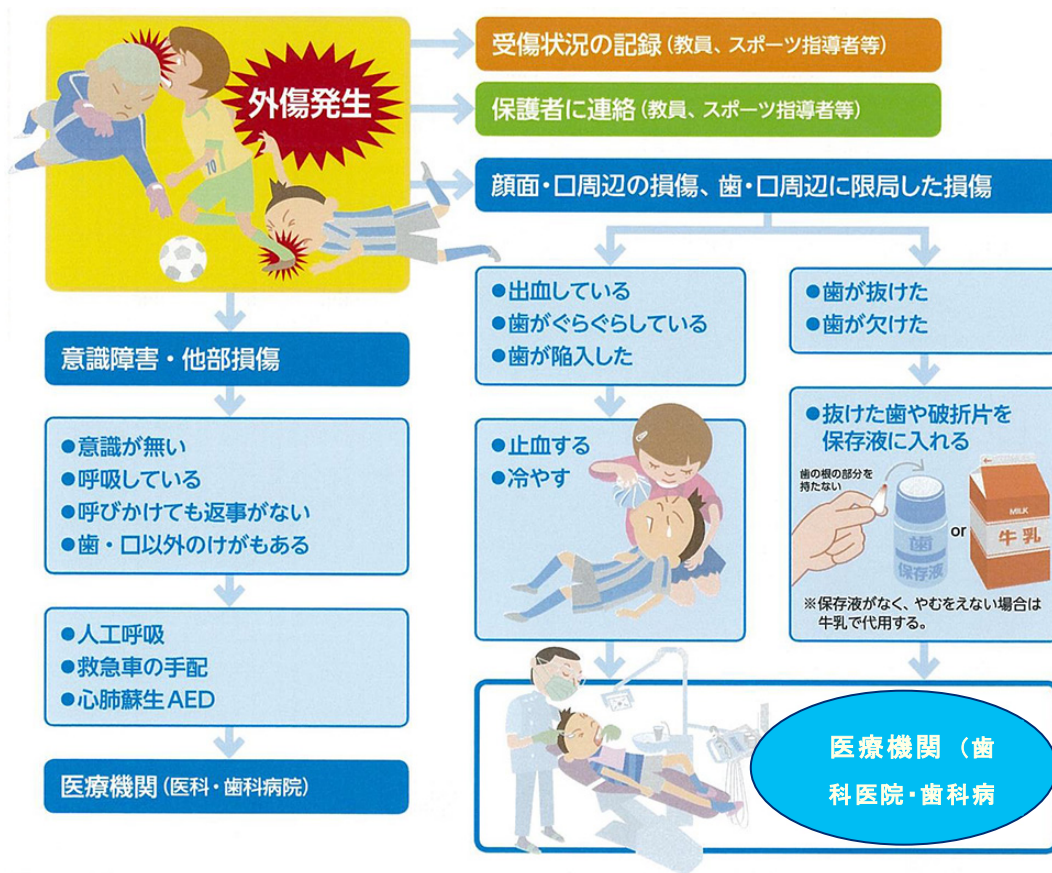 外傷発生
受傷状況の記録(教員、スポーツ指導者等)
保護者に連絡(教員、スポーツ指導者等)
顔面・口周辺の損傷、歯・口周辺に限局した損傷
10
意識障害・他部損傷
●意識が無い
●呼吸している
●呼びかけても返事がない
●歯・口以外のけがもある
●人工呼吸
●救急車の手配
●心肺蘇生AED
医療機関(医科・歯科病院)
●出血している
●歯がぐらぐらしている
●歯が陥入した
●止血する
●冷やす
●歯が抜けた
●歯が欠けた
●抜けた歯や破折片を
保存液に入れる
歯の根の部分を
持たない
歯
保存液
or
MILK
牛乳
※保存液がなく、やむをえない場合は
牛乳で代用する。
医療機関 (歯
科医院・歯科病